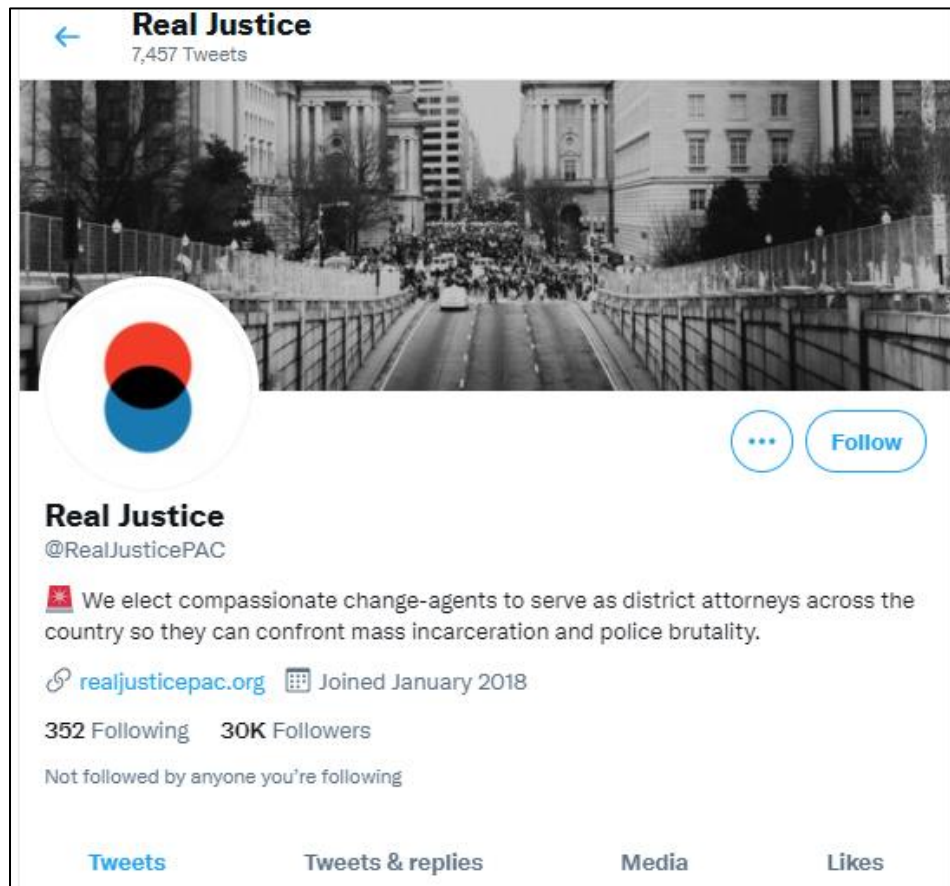 Real Justice
7,457 Tweets
Follow
Real Justice
@RealJusticePAC
🚨 We elect compassionate change-agents to serve as district attorneys across the
country so they can confront mass incarceration and police brutality.
realjusticepac.org Joined January 2018
352 Following 30K Followers
Not followed by anyone you're following
Tweets Tweets & replies Media Likes